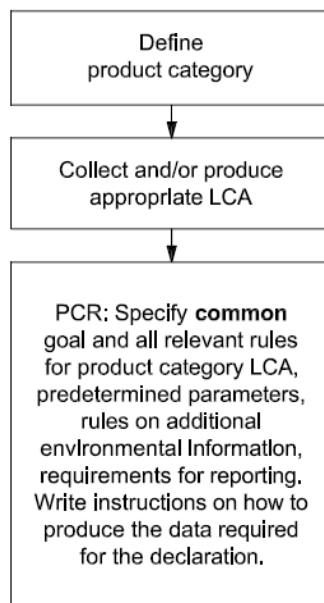 Define
product category
Collect and/or produce
appropriate LCA
PCR: Specify common
goal and all relevant rules
for product category LCA,
predetermined parameters,
rules on additional
environmental Information,
requirements for reporting.
Write instructions on how to
produce the data required
for the declaration.